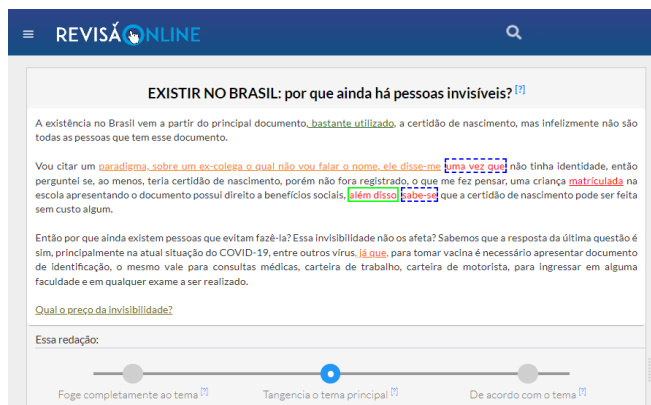 ≡ REVISÃO ONLINE
EXISTIR NO BRASIL: por que ainda há pessoas invisíveis? [?]
A existência no Brasil vem a partir do principal documento, bastante utilizado, a certidão de nascimento, mas infelizmente não são
todas as pessoas que tem esse documento.
Vou citar um paradigma, sobre um ex-colega o qual não vou falar o nome, ele disse-me uma vez que não tinha identidade, então
perguntei se, ao menos, teria certidão de nascimento, porém não fora registrado, o que me fez pensar, uma criança matrículada na
escola apresentando o documento possui direito a benefícios sociais, além disso sabe-se que a certidão de nascimento pode ser feita
sem custo algum.
Então por que ainda existem pessoas que evitam fazê-la? Essa invisibilidade não os afeta? Sabemos que a resposta da última questão é
sim, principalmente na atual situação do COVID-19, entre outros vírus, já que, para tomar vacina é necessário apresentar documento
de identificação, o mesmo vale para consultas médicas, carteira de trabalho, carteira de motorista, para ingressar em alguma
faculdade e em qualquer exame a ser realizado.
Qual o preço da invisibilidade?
Essa redação:
Foge completamente ao tema [?] Tangencia o tema principal [?] De acordo com o tema [?]